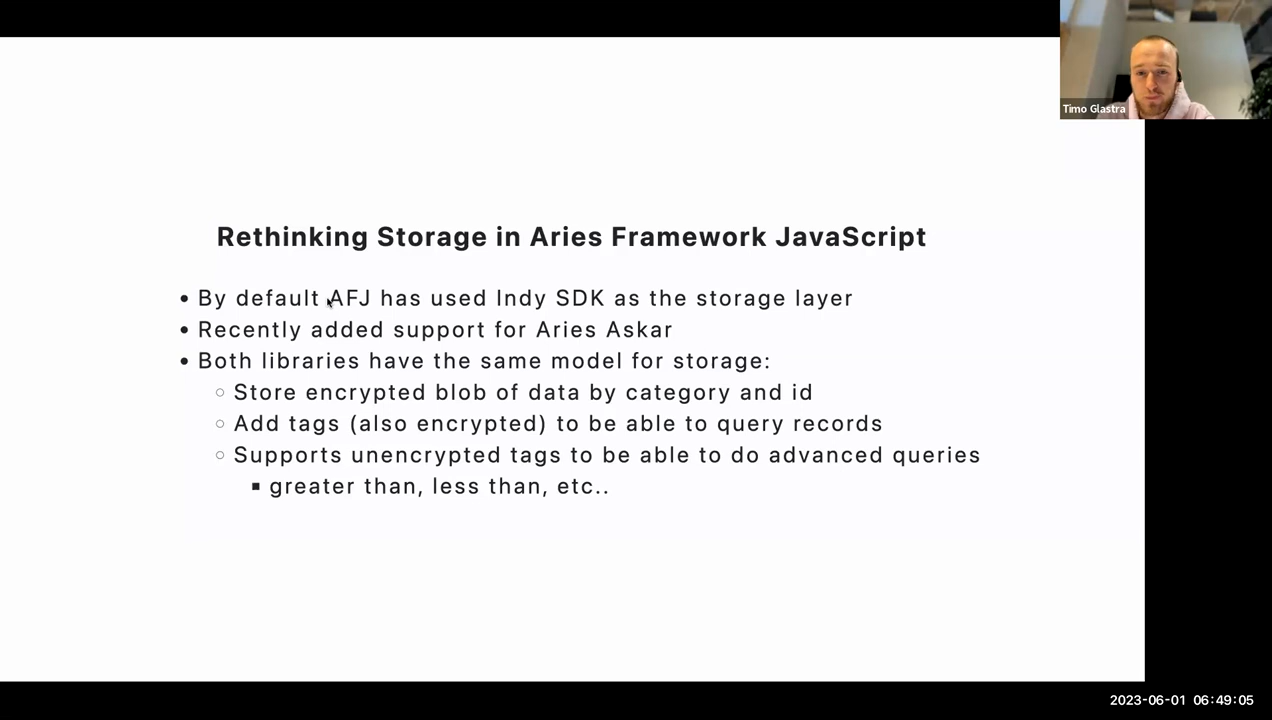 Timo Glastra
Rethinking Storage in Aries Framework JavaScript
• By default AFJ has used Indy SDK as the storage layer
• Recently added support for Aries Askar
• Both libraries have the same model for storage:
○ Store encrypted blob of data by category and id
○ Add tags (also encrypted) to be able to query records
○ Supports unencrypted tags to be able to do advanced queries
▪ greater than, less than, etc..
2023-06-01 06:49:05